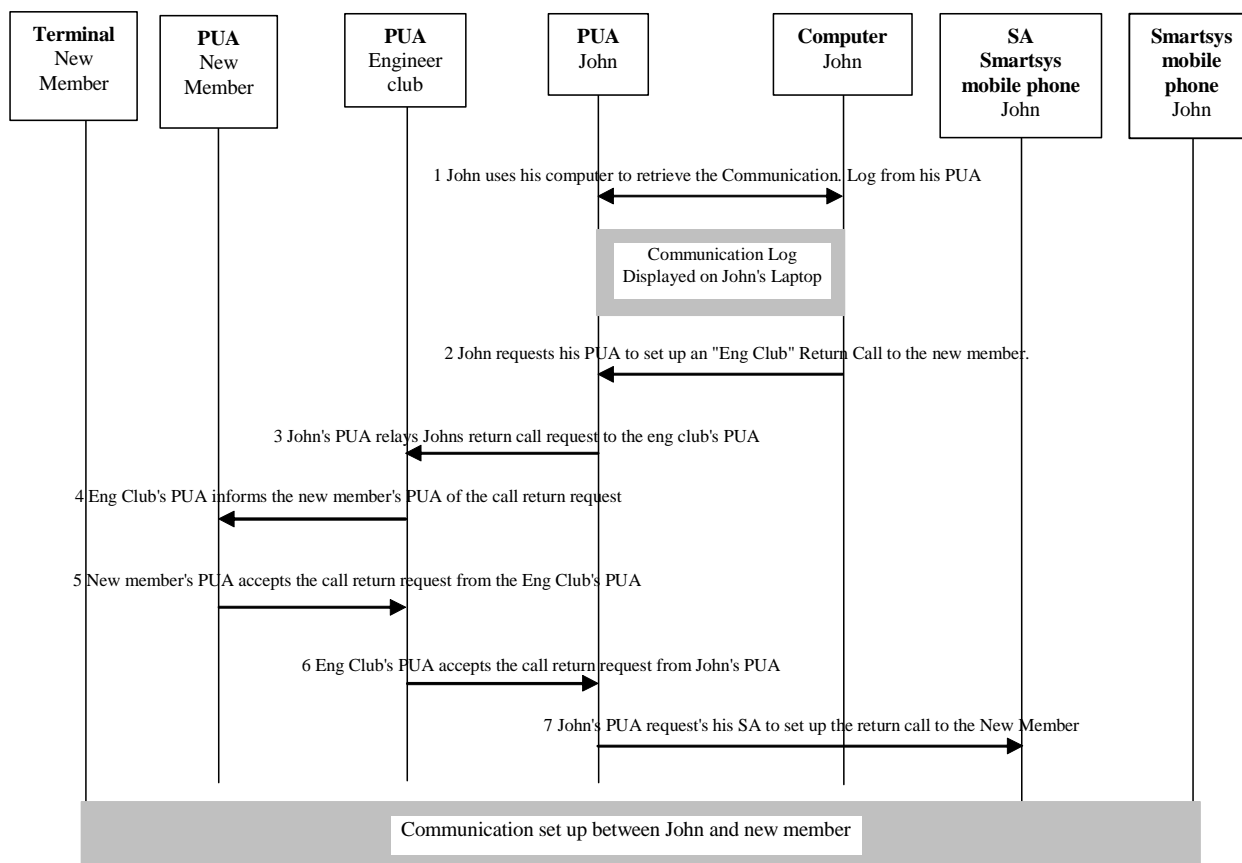 Terminal
New
Member
PUA
New
Member
PUA
Engineer
club
PUA
John
Computer
John
SA
Smartsys
mobile phone
John
Smartsys
mobile
phone
John
1 John uses his computer to retrieve the Communication. Log from his PUA
Communication Log
Displayed on John's Laptop
2 John requests his PUA to set up an "Eng Club" Return Call to the new member.
3 John's PUA relays Johns return call request to the eng club's PUA
4 Eng Club's PUA informs the new member's PUA of the call return request
5 New member's PUA accepts the call return request from the Eng Club's PUA
6 Eng Club's PUA accepts the call return request from John's PUA
7 John's PUA request's his SA to set up the return call to the New Member
Communication set up between John and new member